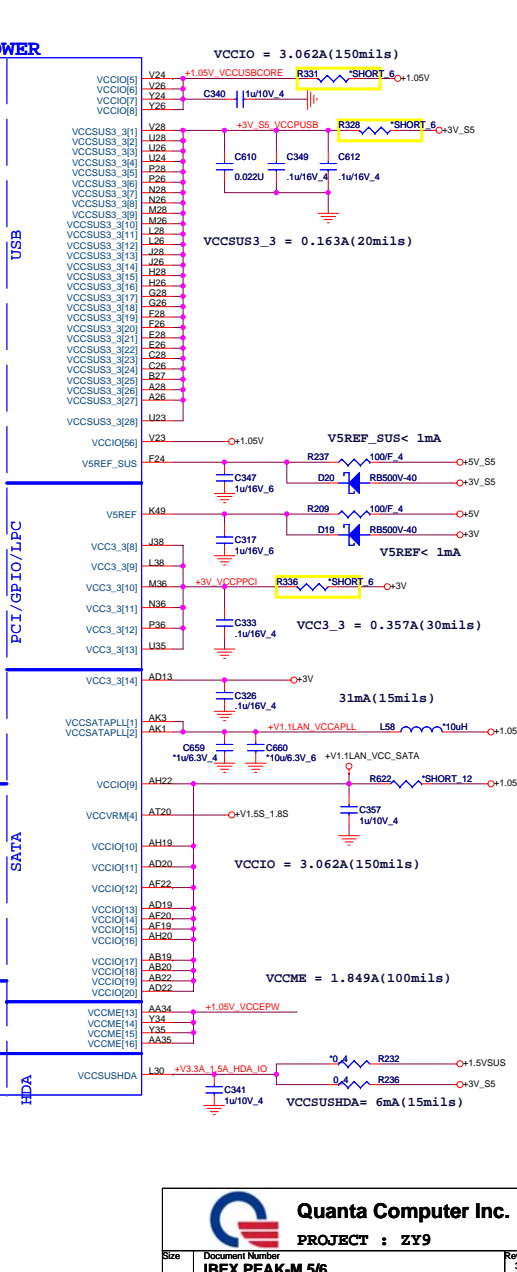 OWER
VCCIO = 3.062A(150mils)
VCCIO[5] V24 +1.05V_VCCUSBCORE R331 *SHORT_6 +1.05V
VCCIO[6] V26
VCCIO[7] Y24 C340 1u/10V_4
VCCIO[8] Y26
VCCSUS3_3[1] V28 +3V_S5_VCCPUSB R328 *SHORT_6 +3V_S5
VCCSUS3_3[2] U28
VCCSUS3_3[3] U26
VCCSUS3_3[4] U24 C610 C349 C612
VCCSUS3_3[5] P28
VCCSUS3_3[6] P26 0.022U .1u/16V_4 .1u/16V_4
VCCSUS3_3[7] N28
VCCSUS3_3[8] N26
VCCSUS3_3[9] M28
VCCSUS3_3[10] M26
VCCSUS3_3[11] L28
VCCSUS3_3[12] L26 VCCSUS3_3 = 0.163A(20mils)
VCCSUS3_3[13] J28
VCCSUS3_3[14] J26
VCCSUS3_3[15] H28
VCCSUS3_3[16] H26
VCCSUS3_3[17] G28
VCCSUS3_3[18] G26
VCCSUS3_3[19] F28
VCCSUS3_3[20] F26
VCCSUS3_3[21] E28
VCCSUS3_3[22] E26
VCCSUS3_3[23] C28
VCCSUS3_3[24] C26
VCCSUS3_3[25] B27
VCCSUS3_3[26] A28
VCCSUS3_3[27] A26
USB
VCCSUS3_3[28] U23
VCCIO[56] V23 +1.05V
V5REF_SUS< 1mA
V5REF_SUS F24 R237 100/F_4 +5V_S5
C347 D20 RB500V-40 +3V_S5
1u/16V_6
V5REF K49 R209 100/F_4 +5V
C317 D19 RB500V-40 +3V
1u/16V_6 V5REF< 1mA
VCC3_3[8] J38
VCC3_3[9] L38
VCC3_3[10] M36 +3V_VCCPPCI R336 *SHORT_6 +3V
VCC3_3[11] N36
VCC3_3[12] P36 C333 VCC3_3 = 0.357A(30mils)
.1u/16V_4
VCC3_3[13] U35
PCI/GPIO/LPC
VCC3_3[14] AD13 +3V
C326
.1u/16V_4 31mA(15mils)
VCCSATAPLL[1] AK3
VCCSATAPLL[2] AK1 +V1.1LAN_VCCAPLL L58 *10uH +1.05
C659 C660
*1u/6.3V_4 *10u/6.3V_6 +V1.1LAN_VCC_SATA
VCCIO[9] AH22 R622 *SHORT_12 +1.05
C357
1u/10V_4
VCCVRM[4] AT20 +V1.5S_1.8S
VCCIO[10] AH19
VCCIO[11] AD20 VCCIO = 3.062A(150mils)
VCCIO[12] AF22
VCCIO[13] AD19
VCCIO[14] AF20
VCCIO[15] AF19
VCCIO[16] AH20
VCCIO[17] AB19
VCCIO[18] AB20
VCCIO[19] AB22
VCCIO[20] AD22
SATA
VCCME = 1.849A(100mils)
VCCME[13] AA34 +1.05V_VCCEPW
VCCME[14] Y34
VCCME[15] Y35
VCCME[16] AA35
*0_4 R232 +1.5VSUS
VCCSUSHDA L30 +V3.3A_1.5A_HDA_IO
0_4 R236 +3V_S5
C341
1u/10V_4 VCCSUSHDA= 6mA(15mils)
HDA
Quanta Computer Inc.
PROJECT : ZY9
Size Document Number Rev
IBEX PEAK-M 5/6